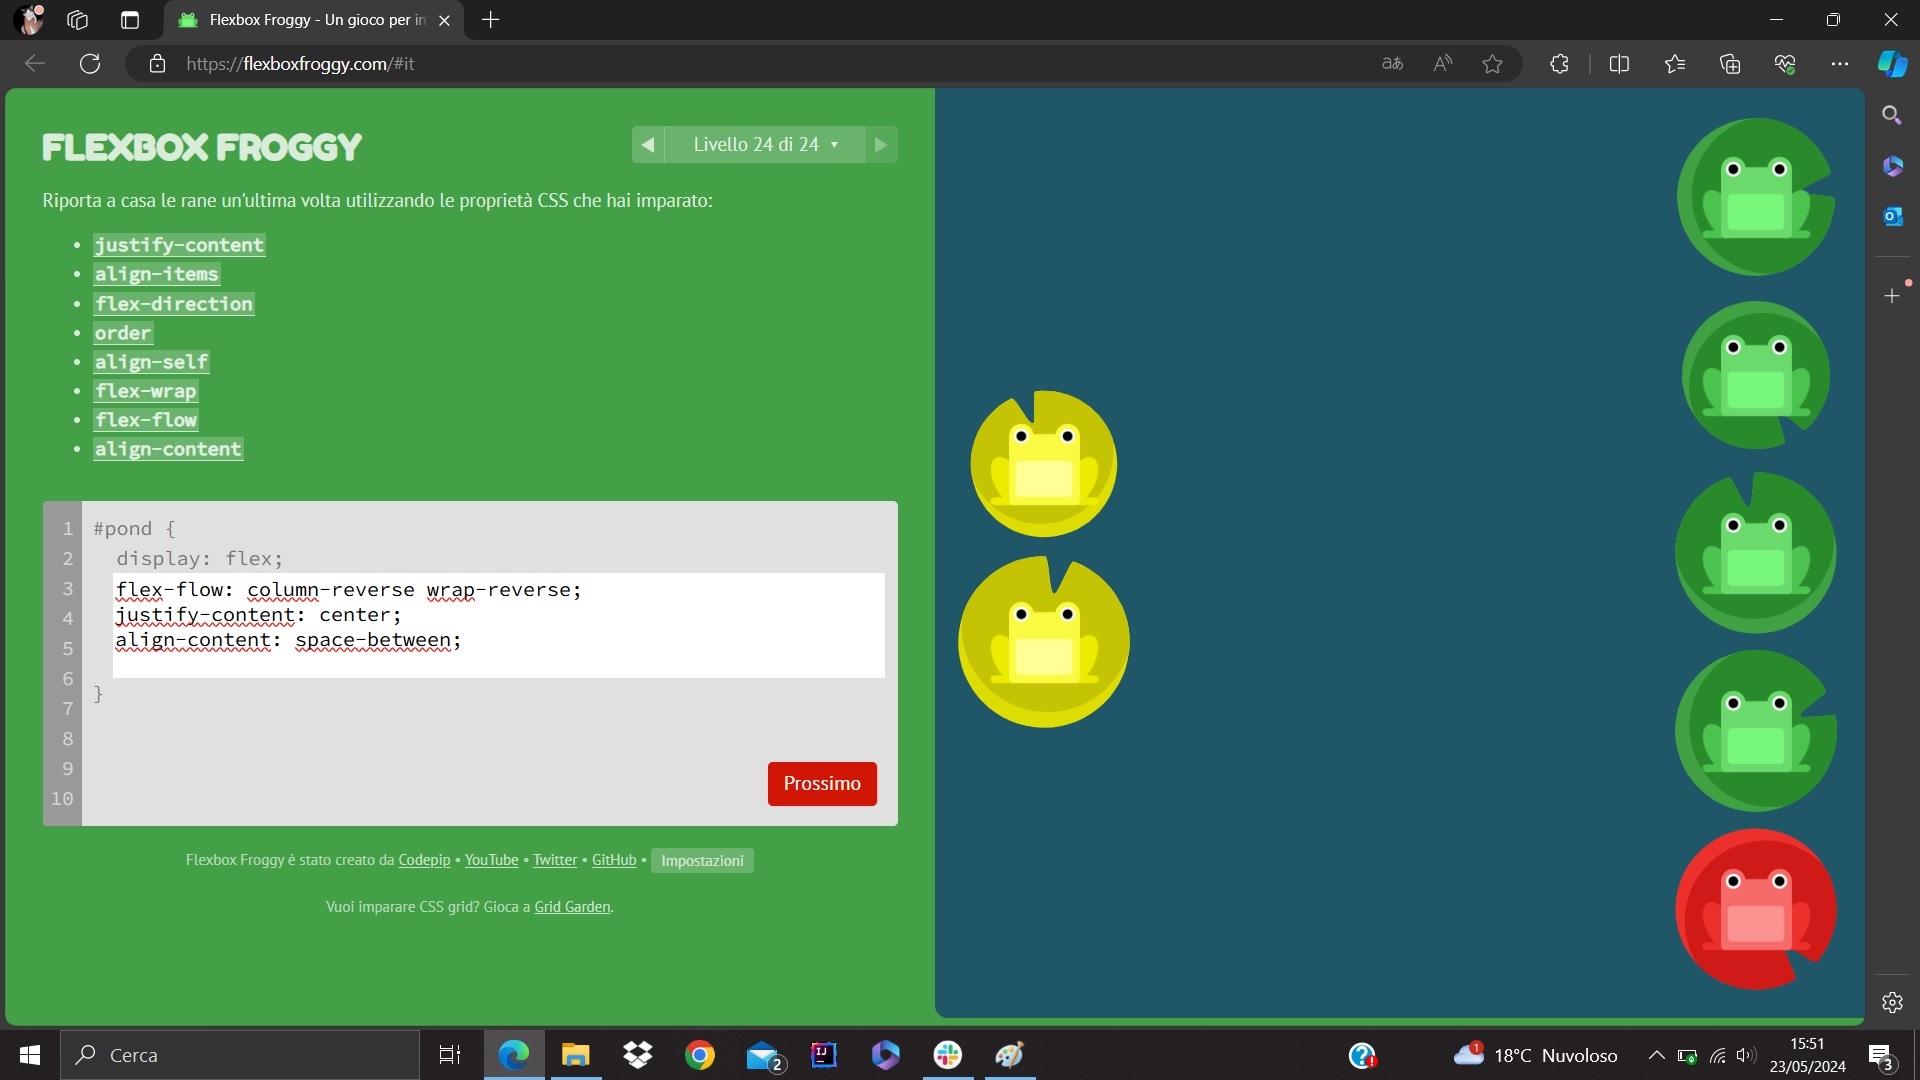 Flexbox Froggy - Un gioco per im
https://flexboxfroggy.com/#it
FLEXBOX FROGGY
Livello 24 di 24
Riporta a casa le rane un'ultima volta utilizzando le proprietà CSS che hai imparato:
• justify-content
• align-items
• flex-direction
• order
• align-self
• flex-wrap
• flex-flow
• align-content
1 #pond {
2 display: flex;
3 flex-flow: column-reverse wrap-reverse;
4 justify-content: center;
5 align-content: space-between;
6
7 }
8
9
10
Prossimo
Flexbox Froggy è stato creato da Codepip • YouTube • Twitter • GitHub • Impostazioni
Vuoi imparare CSS grid? Gioca a Grid Garden.
Cerca
2
1
18°C Nuvoloso
15:51
23/05/2024
3